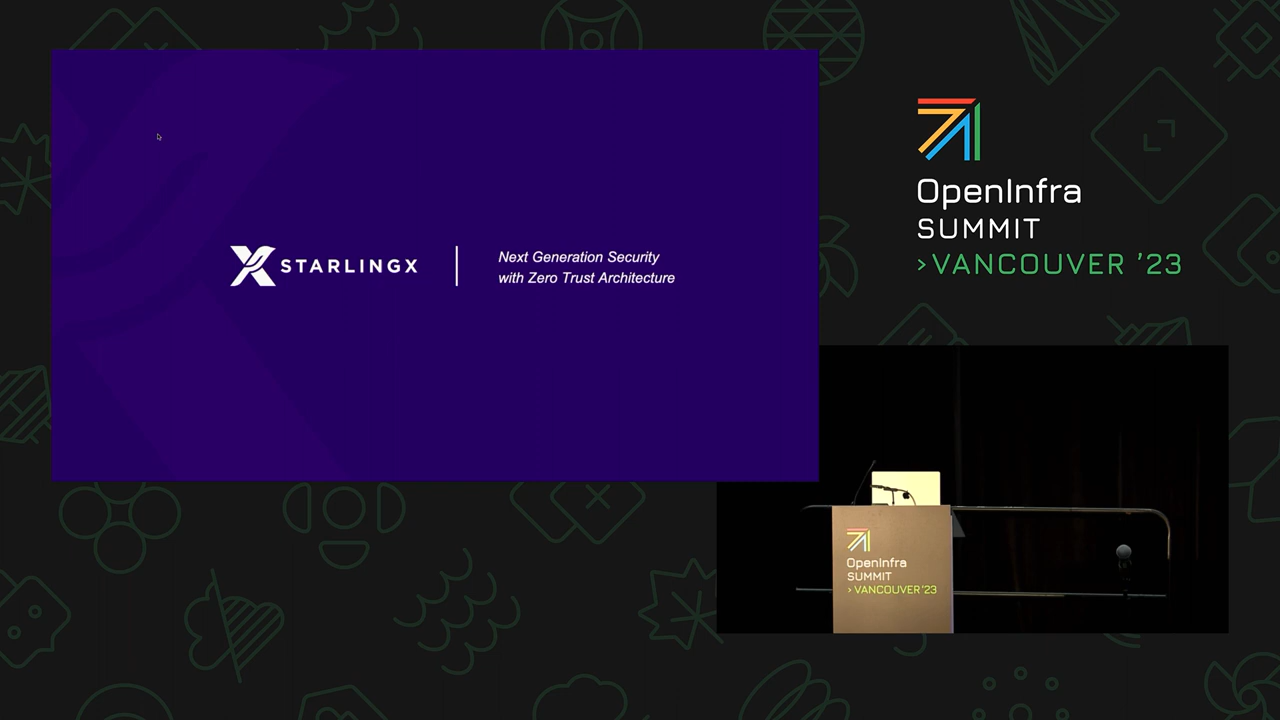 STARLINGX
Next Generation Security
with Zero Trust Architecture
OpenInfra
SUMMIT
>VANCOUVER ’23
OpenInfra
SUMMIT
> VANCOUVER ’23